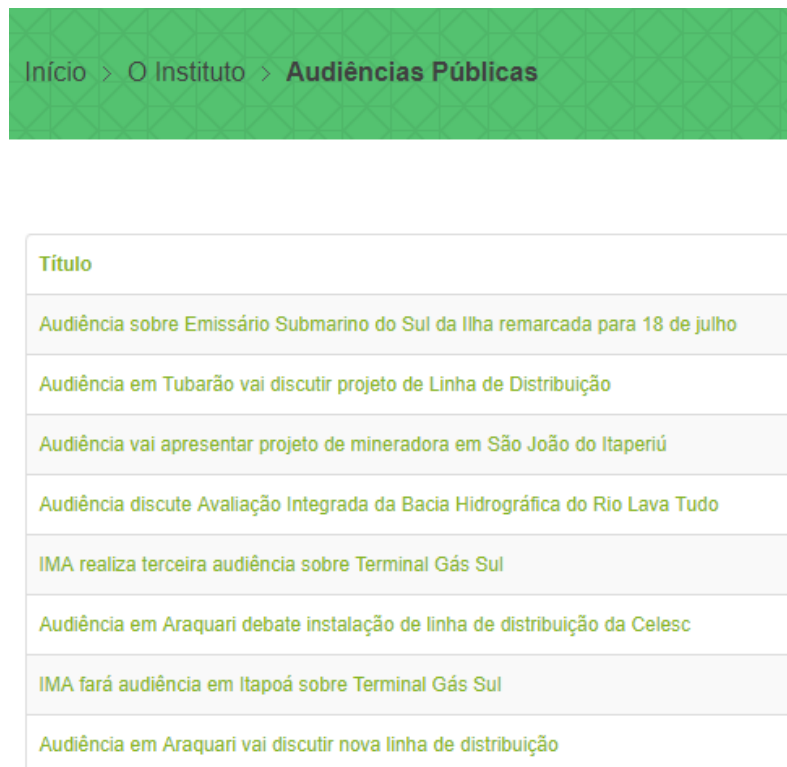 Início > O Instituto > Audiências Públicas
Título
Audiência sobre Emissário Submarino do Sul da Ilha remarcada para 18 de julho
Audiência em Tubarão vai discutir projeto de Linha de Distribuição
Audiência vai apresentar projeto de mineradora em São João do Itaperiú
Audiência discute Avaliação Integrada da Bacia Hidrográfica do Rio Lava Tudo
IMA realiza terceira audiência sobre Terminal Gás Sul
Audiência em Araquari debate instalação de linha de distribuição da Celesc
IMA fará audiência em Itapoá sobre Terminal Gás Sul
Audiência em Araquari vai discutir nova linha de distribuição